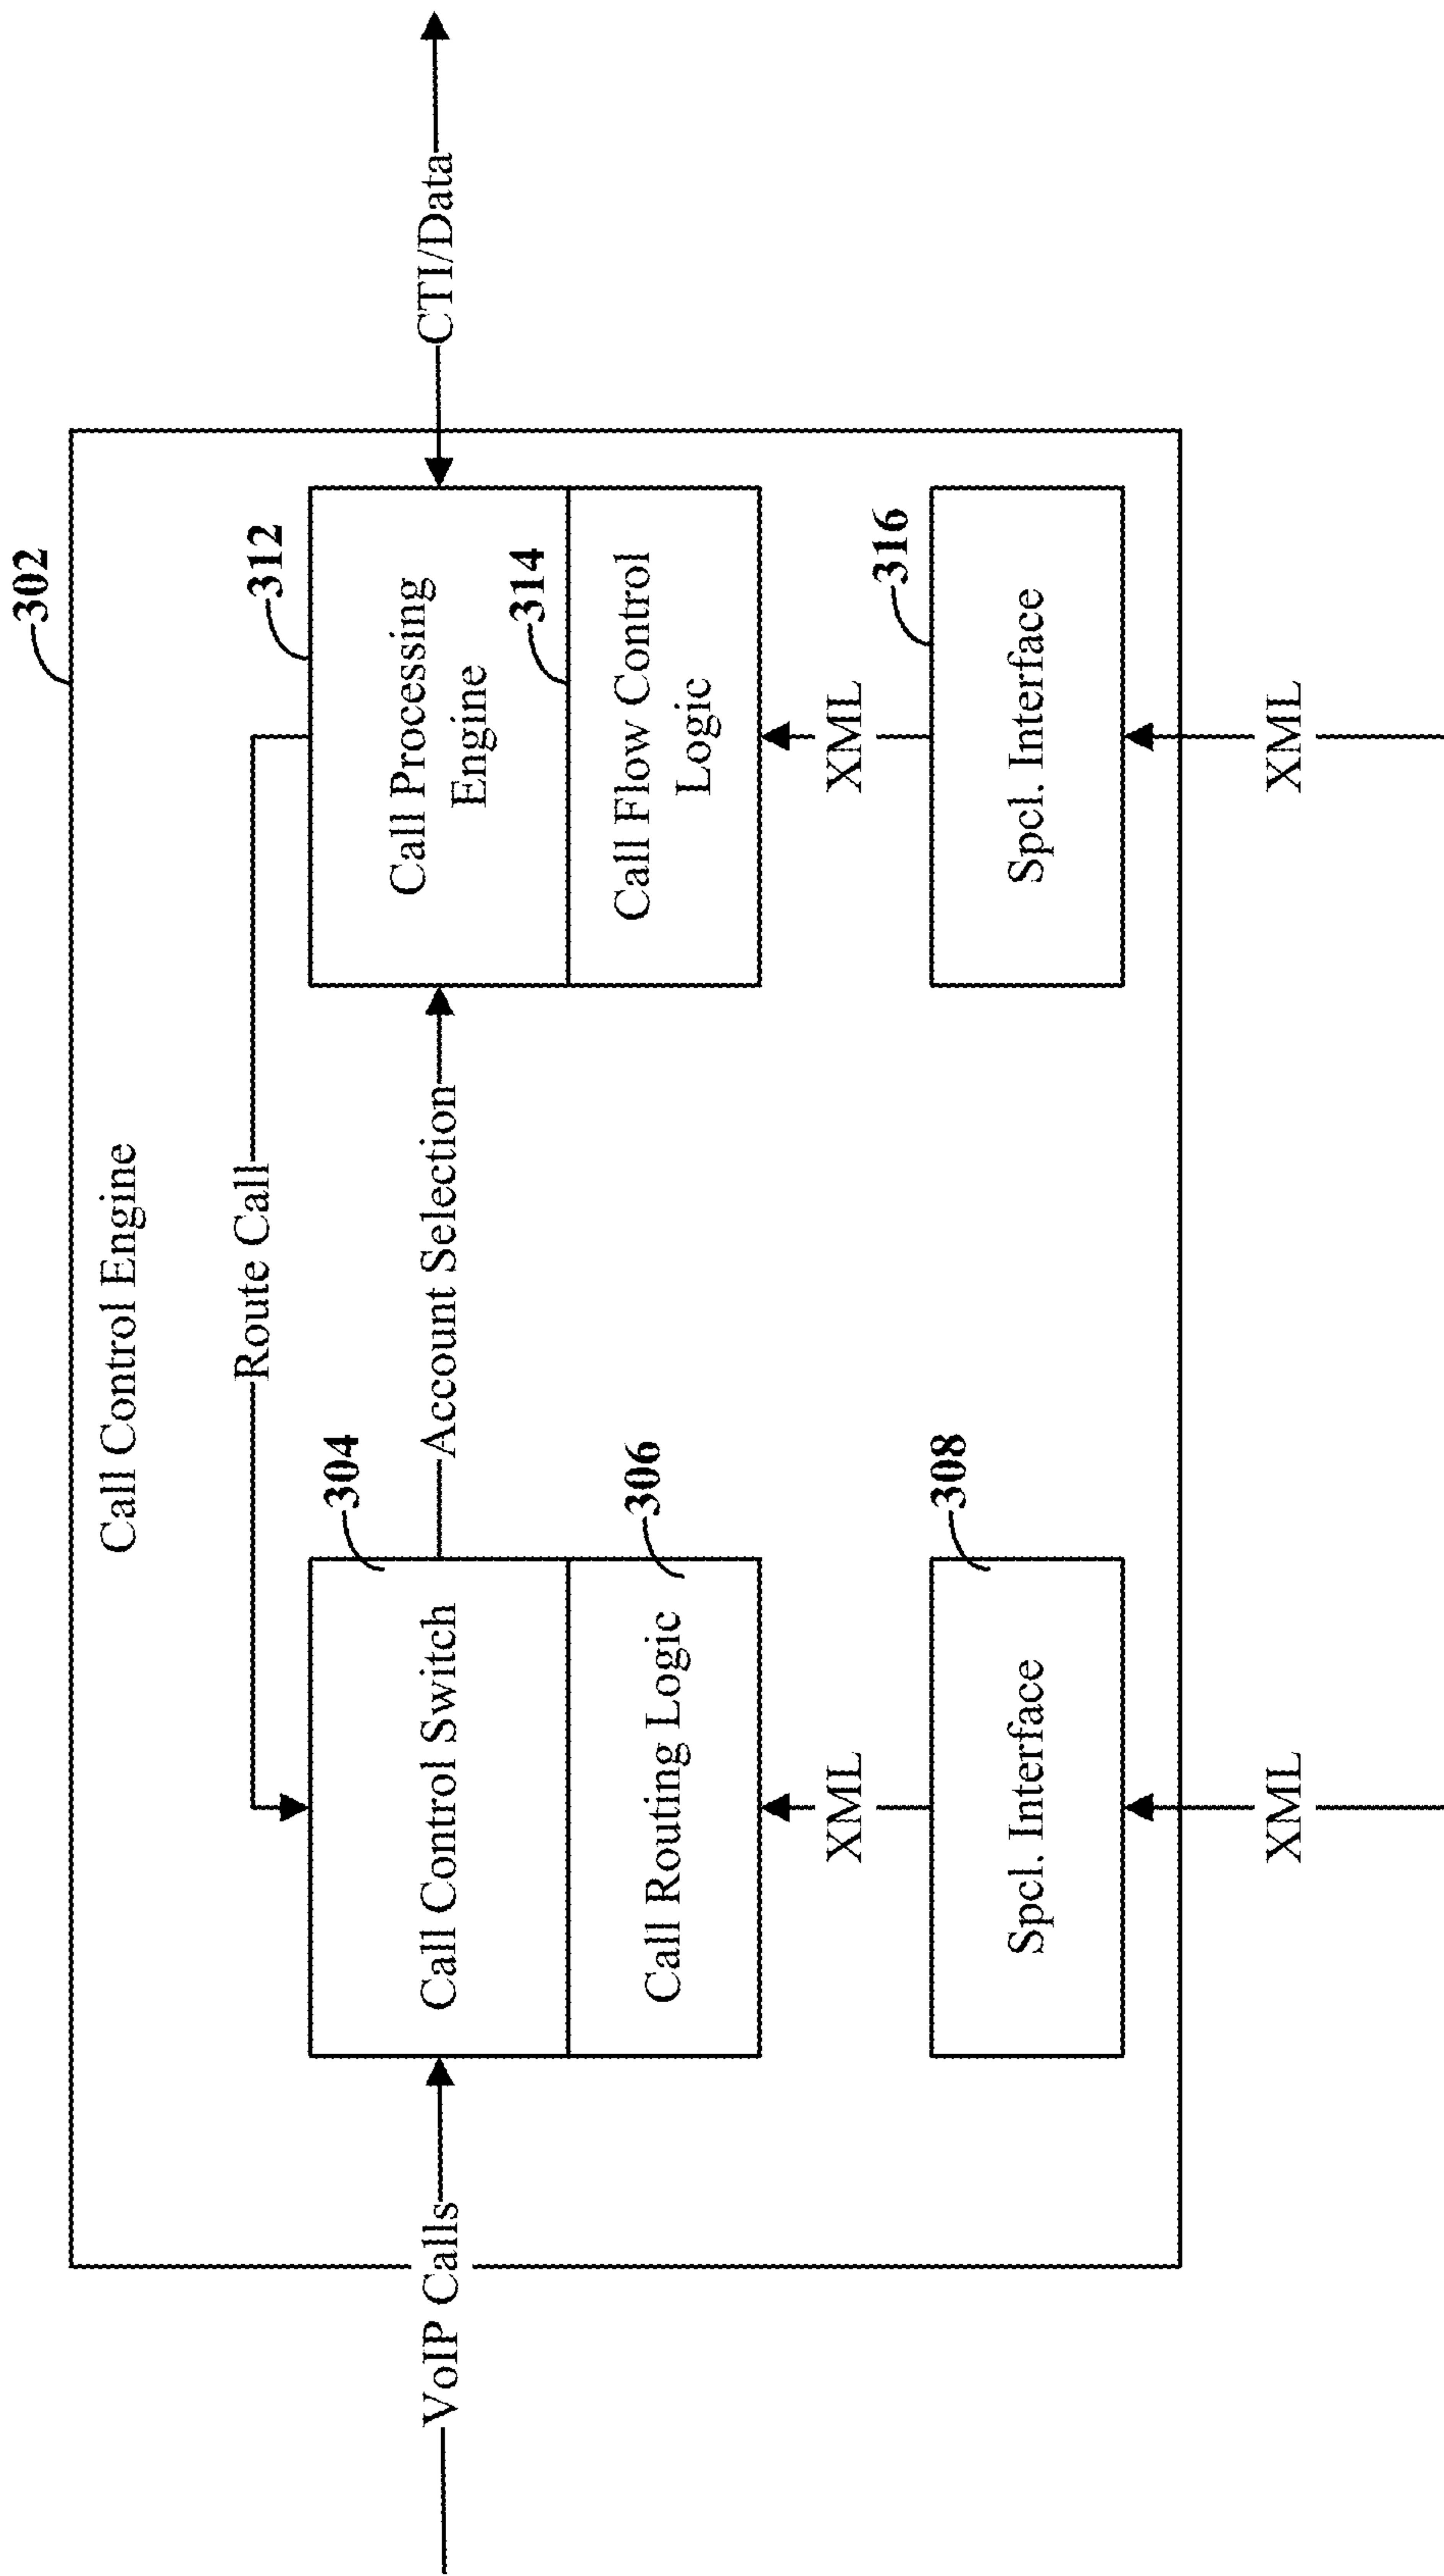 302
Call Control Engine
Route Call
304
312
VoIP Calls
Call Control Switch
Account Selection
Call Processing
Engine
CTI/Data
306
314
Call Routing Logic
Call Flow Control
Logic
XML
XML
308
316
Spcl. Interface
Spcl. Interface
XML
XML